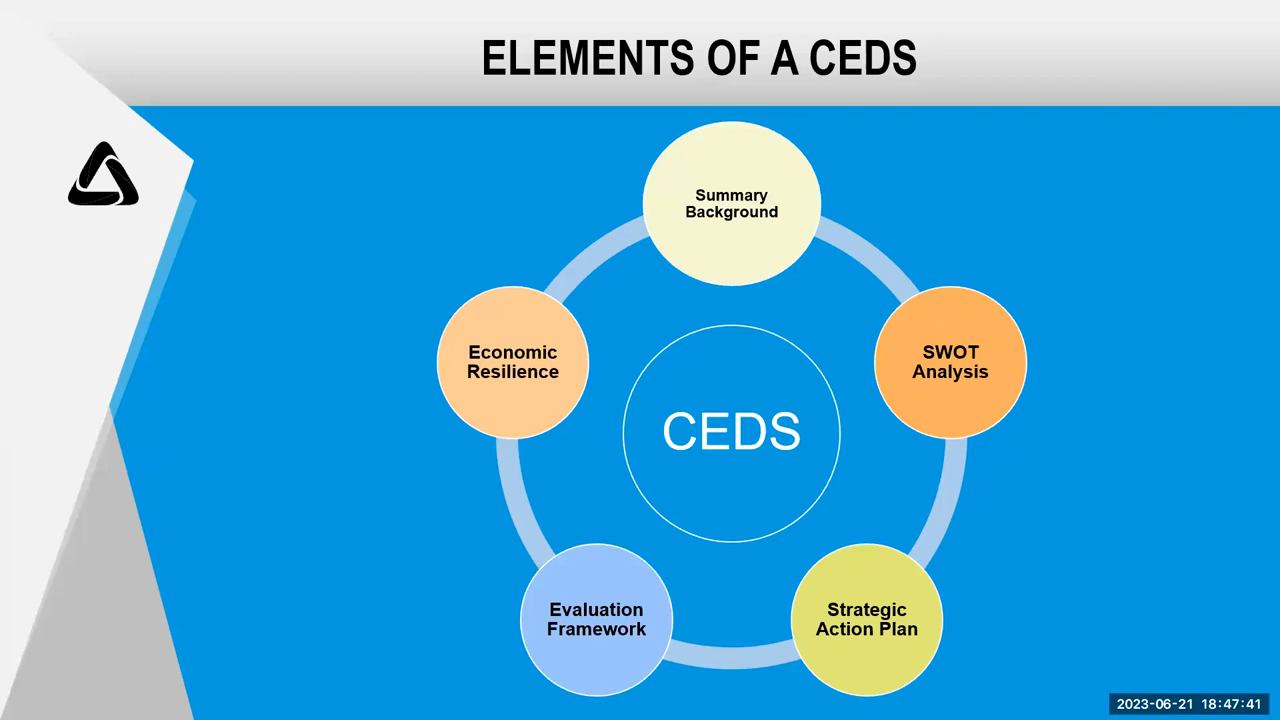 ELEMENTS OF A CEDS
Summary
Background
SWOT
Analysis
Strategic
Action Plan
Evaluation
Framework
Economic
Resilience
CEDS
2023-06-21 18:47:41